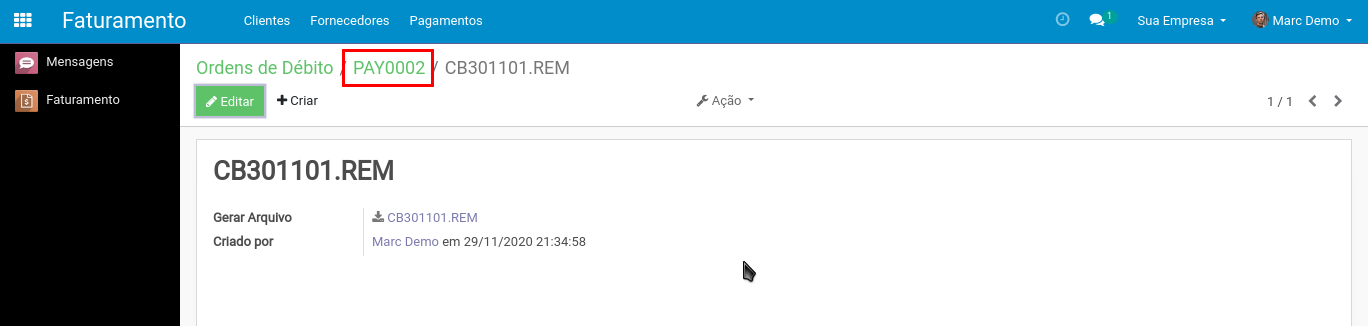 Faturamento Clientes Fornecedores Pagamentos 1 Sua Empresa Marc Demo
Mensagens
Faturamento
Ordens de Débito / PAY0002 / CB301101.REM
Editar Criar Ação 1 / 1
CB301101.REM
Gerar Arquivo CB301101.REM
Criado por Marc Demo em 29/11/2020 21:34:58